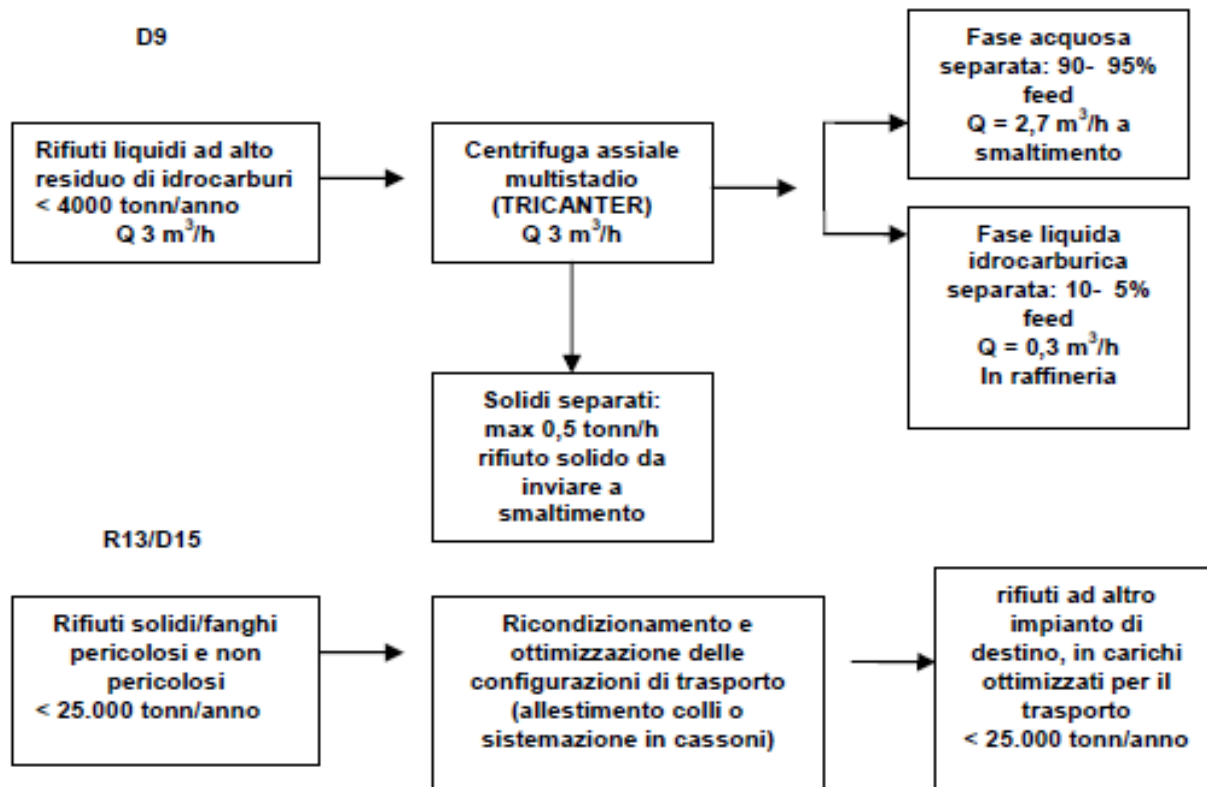 D9
Rifiuti liquidi ad alto
residuo di idrocarburi
< 4000 tonn/anno
Q 3 m³/h
Centrifuga assiale
multistadio
(TRICANTER)
Q 3 m³/h
Fase acquosa
separata: 90- 95%
feed
Q = 2,7 m³/h a
smaltimento
Fase liquida
idrocarburica
separata: 10- 5%
feed
Q = 0,3 m³/h
In raffineria
Solidi separati:
max 0,5 tonn/h
rifiuto solido da
inviare a
smaltimento
R13/D15
Rifiuti solidi/fanghi
pericolosi e non
pericolosi
< 25.000 tonn/anno
Ricondizionamento e
ottimizzazione delle
configurazioni di trasporto
(allestimento colli o
sistemazione in cassoni)
rifiuti ad altro
impianto di
destino, in carichi
ottimizzati per il
trasporto
< 25.000 tonn/anno